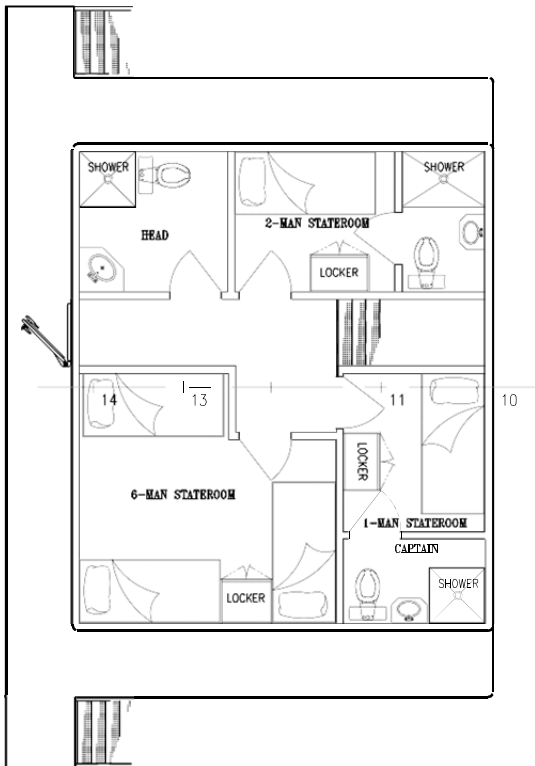 SHOWER
SHOWER
2-MAN STATEROOM
HEAD
LOCKER
14
13
11
10
LOCKER
6-MAN STATEROOM
1-MAN STATEROOM
CAPTAIN
SHOWER
LOCKER